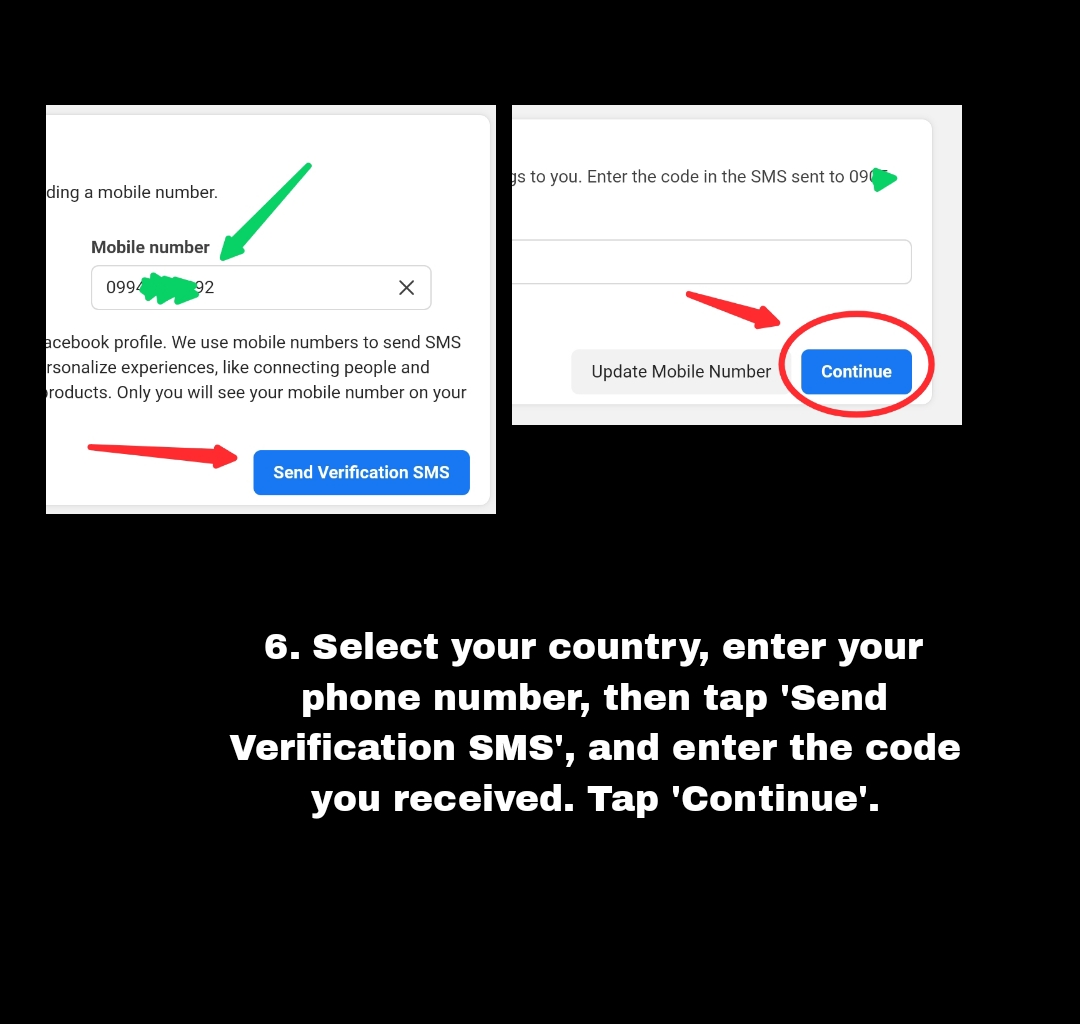 ding a mobile number.
Mobile number
0994 92
acebook profile. We use mobile numbers to send SMS
rsonalize experiences, like connecting people and
products. Only you will see your mobile number on your
Send Verification SMS
gs to you. Enter the code in the SMS sent to 090
Update Mobile Number
Continue
6. Select your country, enter your
phone number, then tap 'Send
Verification SMS', and enter the code
you received. Tap 'Continue'.